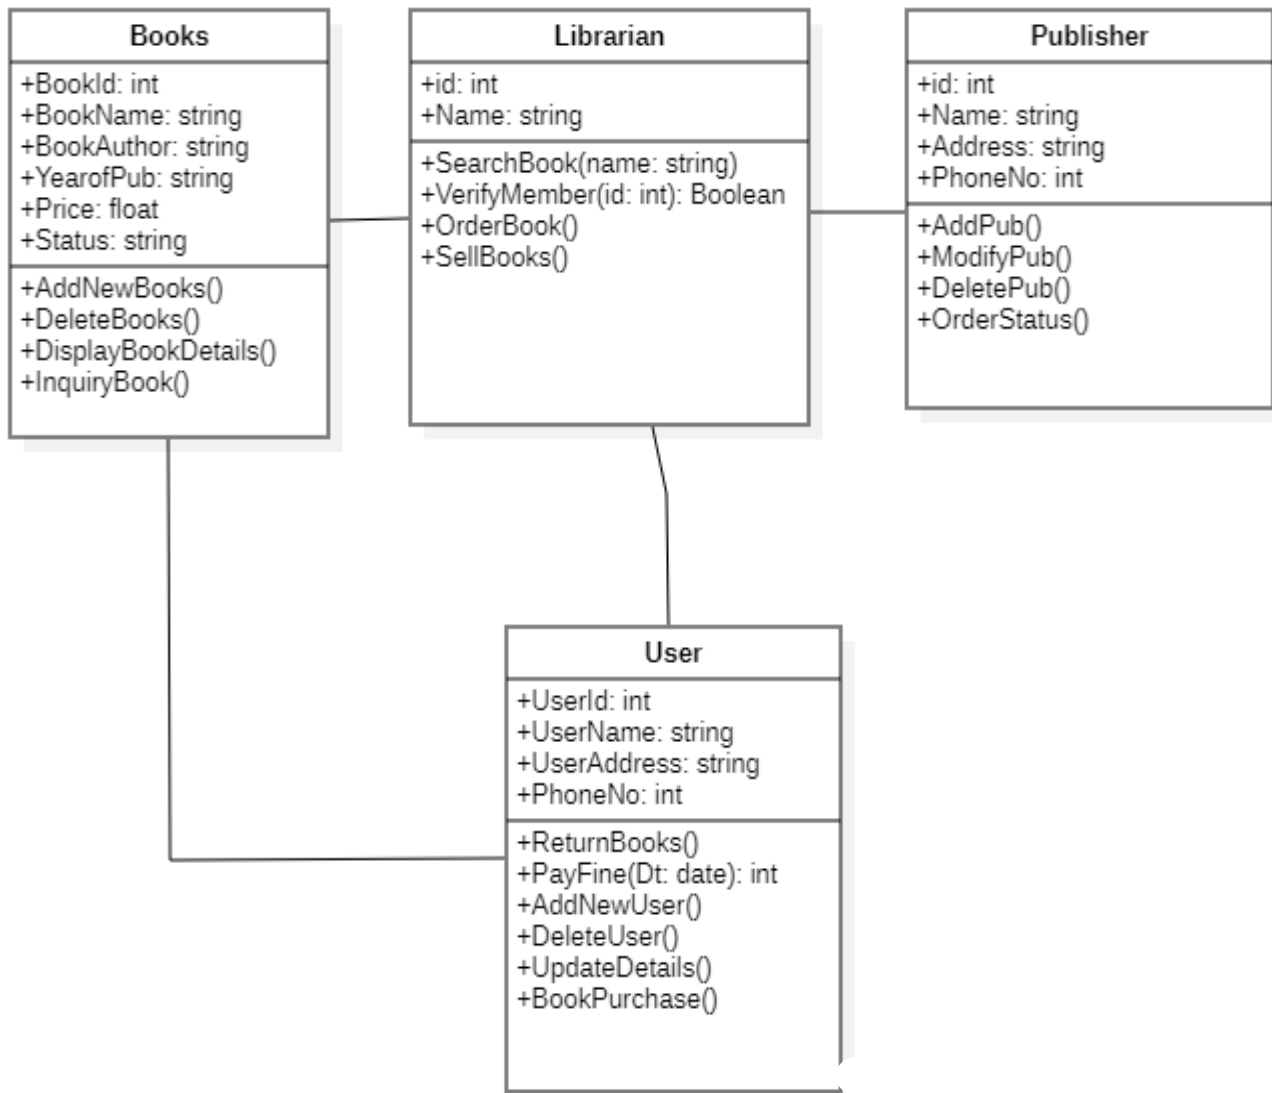 Books
+BookId: int
+BookName: string
+BookAuthor: string
+YearofPub: string
+Price: float
+Status: string
+AddNewBooks()
+DeleteBooks()
+DisplayBookDetails()
+InquiryBook()
Librarian
+id: int
+Name: string
+SearchBook(name: string)
+VerifyMember(id: int): Boolean
+OrderBook()
+SellBooks()
Publisher
+id: int
+Name: string
+Address: string
+PhoneNo: int
+AddPub()
+ModifyPub()
+DeletePub()
+OrderStatus()
User
+UserId: int
+UserName: string
+UserAddress: string
+PhoneNo: int
+ReturnBooks()
+PayFine(Dt: date): int
+AddNewUser()
+DeleteUser()
+UpdateDetails()
+BookPurchase()